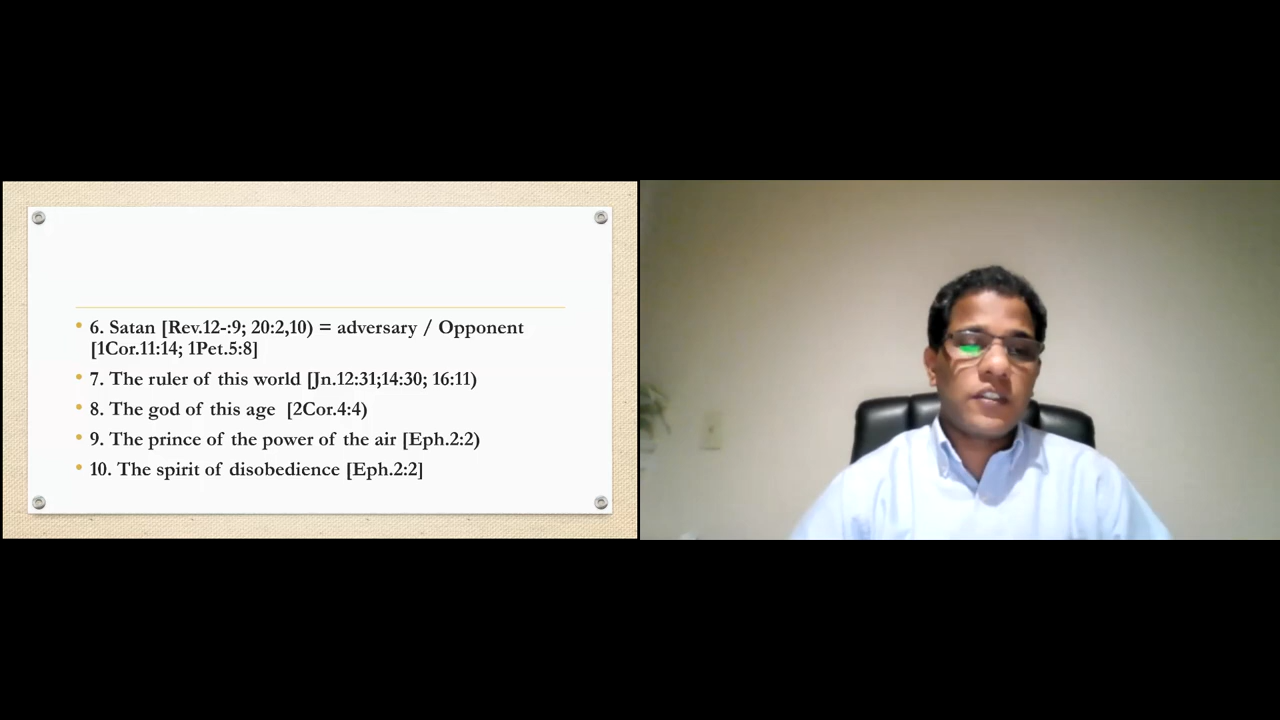 • 6. Satan [Rev.12-:9; 20:2,10) = adversary / Opponent
[1Cor.11:14; 1Pet.5:8]
• 7. The ruler of this world [Jn.12:31;14:30; 16:11)
• 8. The god of this age [2Cor.4:4)
• 9. The prince of the power of the air [Eph.2:2)
• 10. The spirit of disobedience [Eph.2:2]